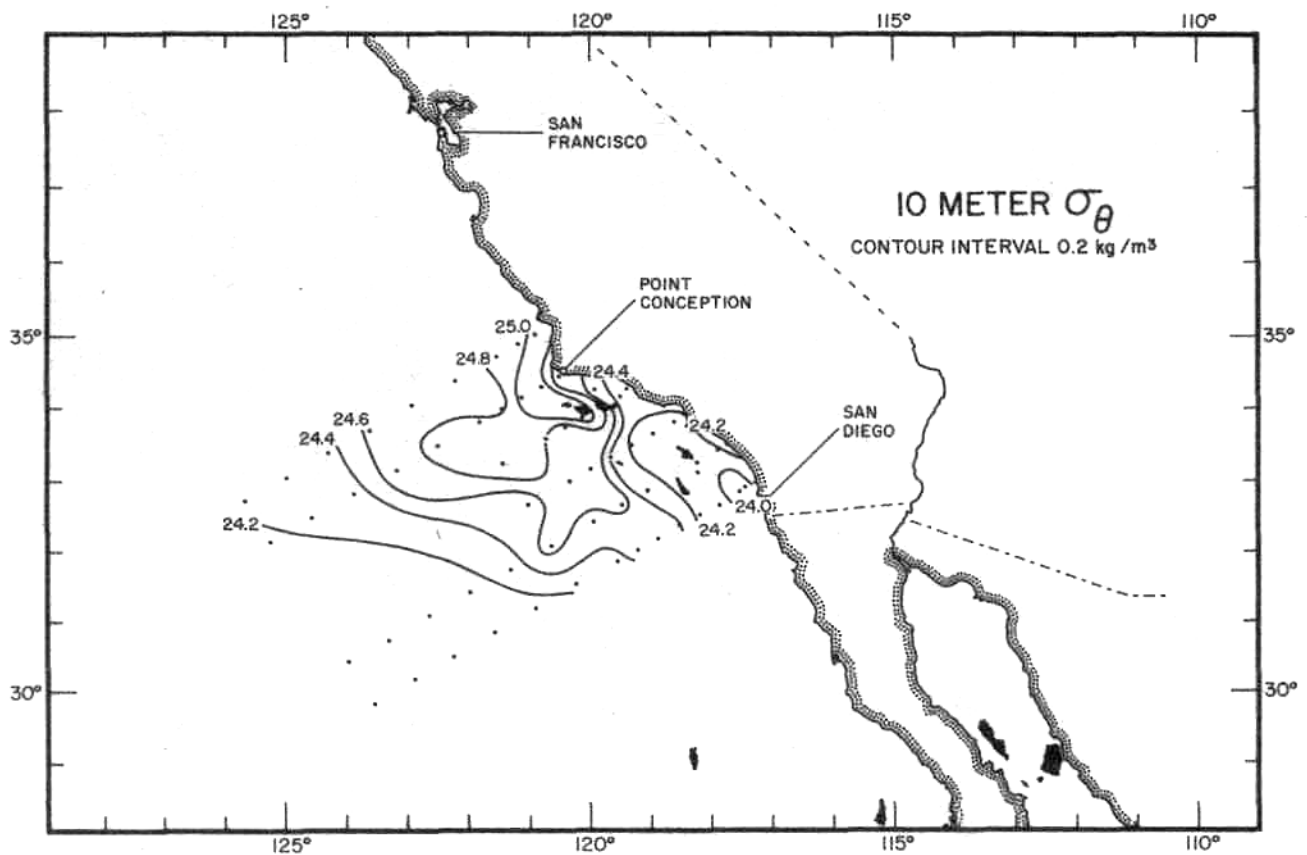 125° 120° 115° 110°
SAN
FRANCISCO
10 METER σθ
CONTOUR INTERVAL 0.2 kg/m³
POINT
CONCEPTION
35° 25.0 35°
24.8
24.4
SAN
DIEGO
24.6
24.4
24.2
24.0
24.2
24.2
30° 30°
125° 120° 115° 110°